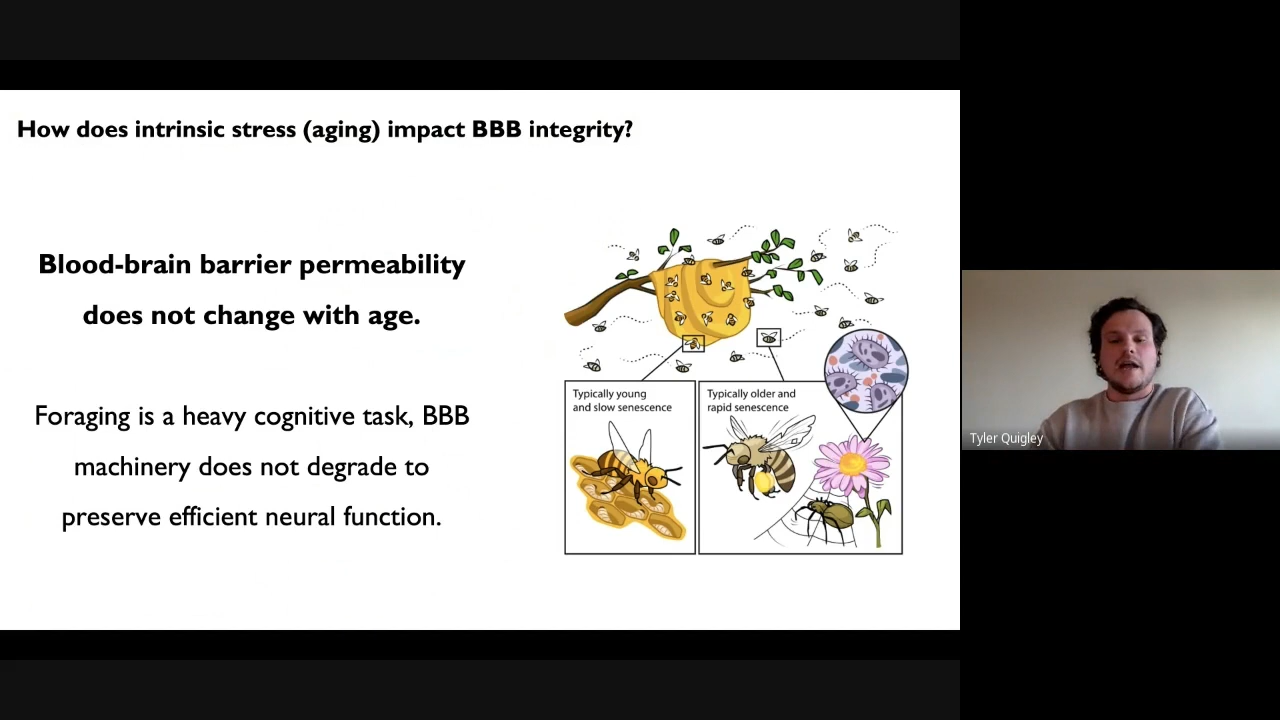 How does intrinsic stress (aging) impact BBB integrity?
Blood-brain barrier permeability
does not change with age.
Foraging is a heavy cognitive task, BBB
machinery does not degrade to
preserve efficient neural function.
Typically young
and slow senescence
Typically older and
rapid senescence
Tyler Quigley